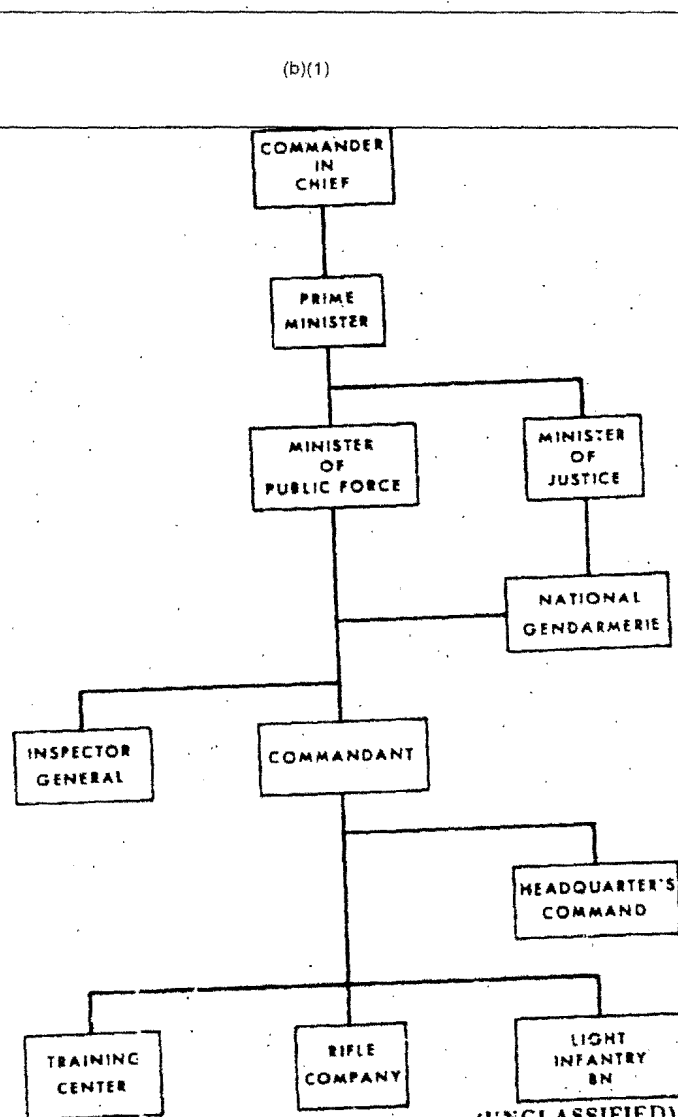 (b)(1)
COMMANDER
IN
CHIEF
PRIME
MINISTER
MINISTER
OF
PUBLIC FORCE
MINISTER
OF
JUSTICE
NATIONAL
GENDARMERIE
INSPECTOR
GENERAL
COMMANDANT
HEADQUARTER'S
COMMAND
TRAINING
CENTER
RIFLE
COMPANY
LIGHT
INFANTRY
BN
(UNCLASSIFIED)